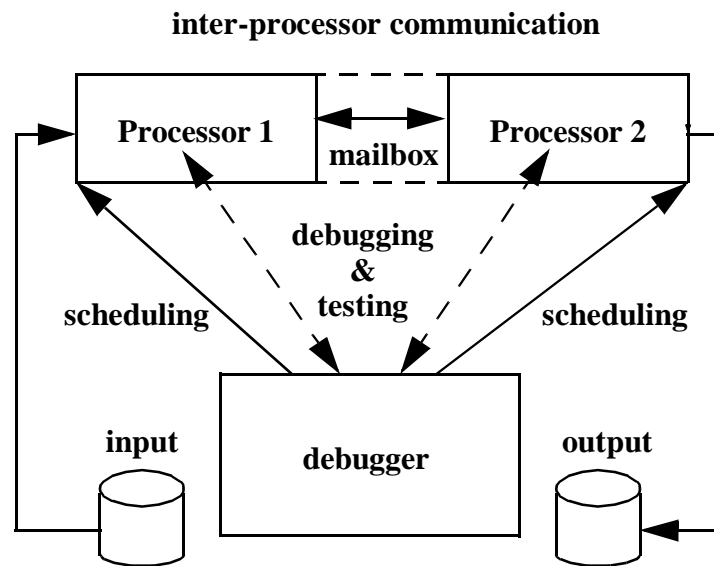 inter-processor communication
Processor 1
Processor 2
mailbox
debugging
&
testing
scheduling
scheduling
input
debugger
output